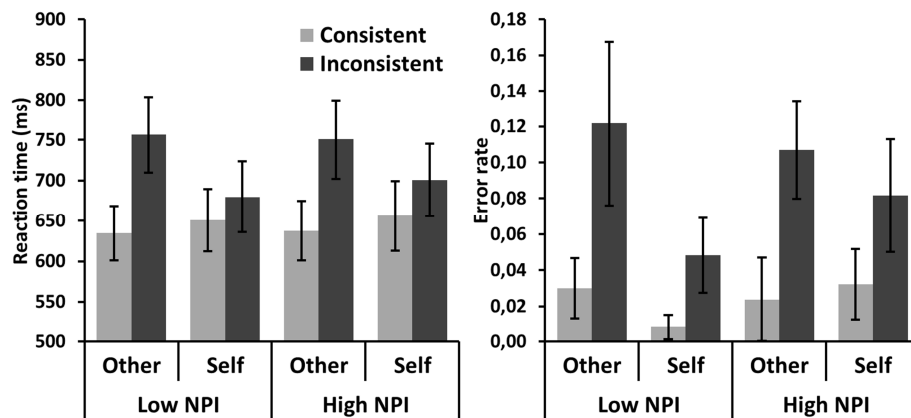 900
850
800
750
700
650
600
550
500
Reaction time (ms)
Consistent
Inconsistent
Other Self Other Self
Low NPI High NPI
0,18
0,16
0,14
0,12
0,10
0,08
0,06
0,04
0,02
0,00
Error rate
Other Self Other Self
Low NPI High NPI